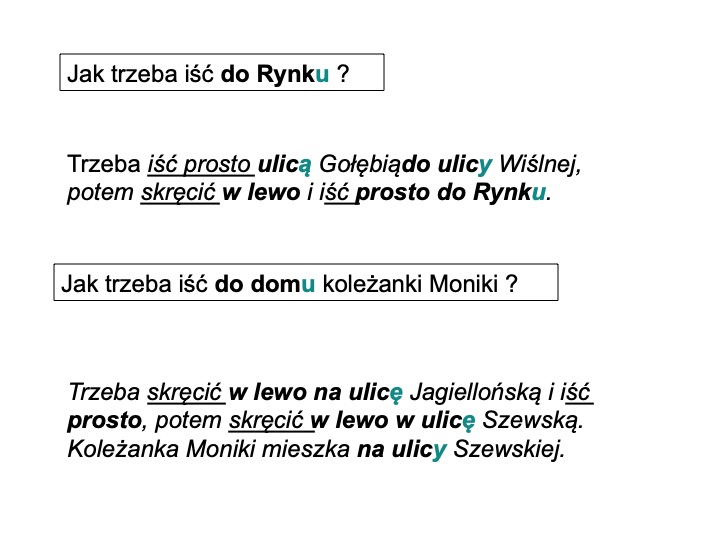 Jak trzeba iść do Rynku ?
Trzeba iść prosto ulicą Gołębiądo ulicy Wiślnej,
potem skręcić w lewo i iść prosto do Rynku.
Jak trzeba iść do domu koleżanki Moniki ?
Trzeba skręcić w lewo na ulicę Jagiellońską i iść
prosto, potem skręcić w lewo w ulicę Szewską.
Koleżanka Moniki mieszka na ulicy Szewskiej.